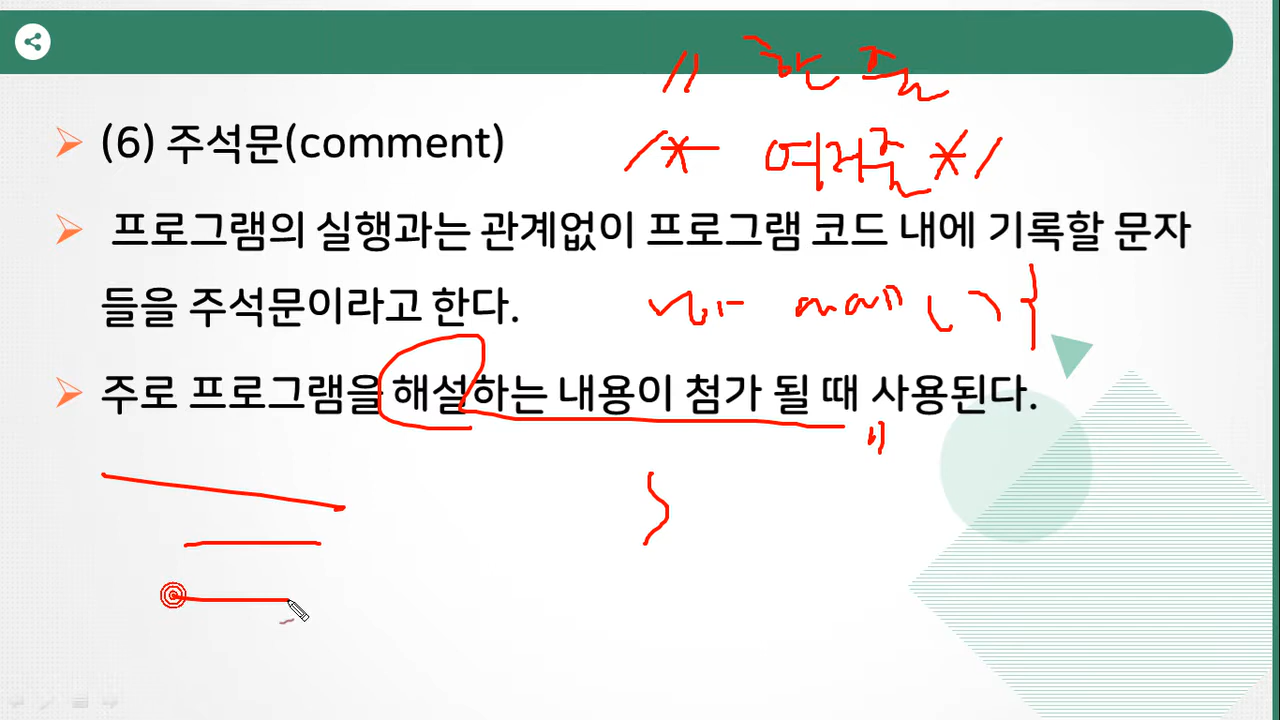 // 한 줄
(6) 주석문(comment)
/* 여러줄 */
프로그램의 실행과는 관계없이 프로그램 코드 내에 기록할 문자
들을 주석문이라고 한다.
주로 프로그램을 해설하는 내용이 첨가 될 때 사용된다.